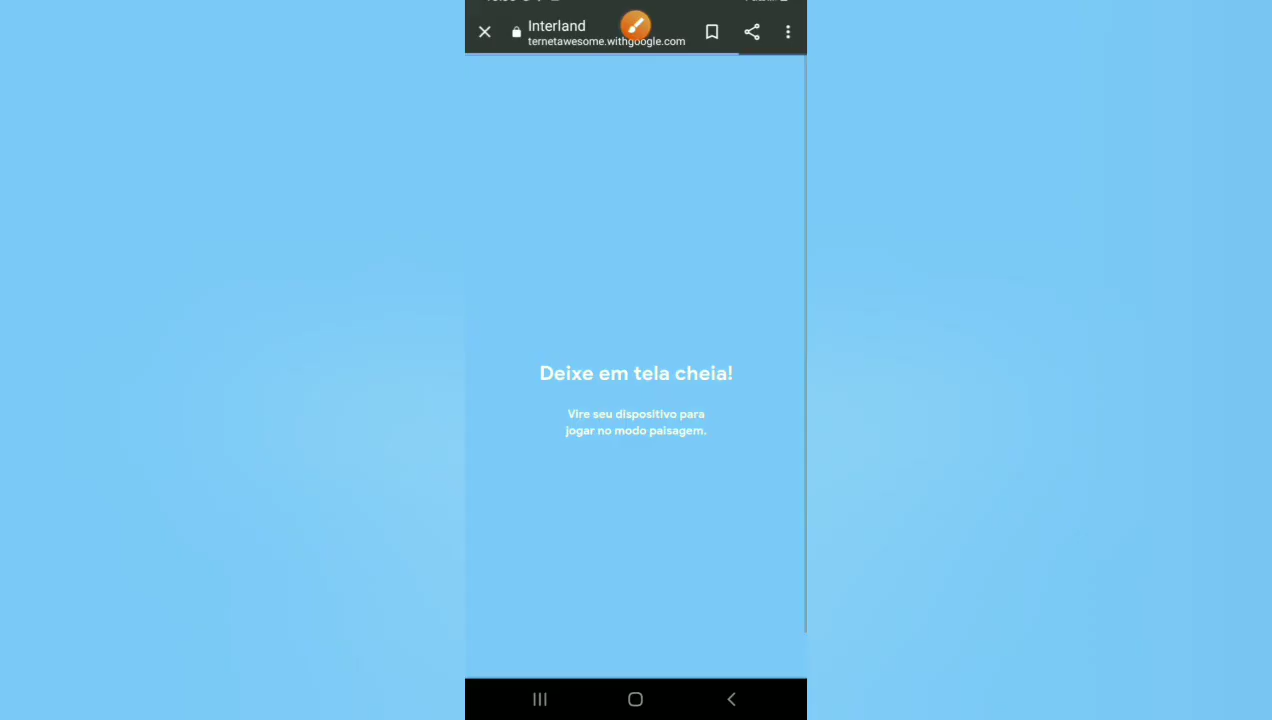 Interland
ternetawesome.withgoogle.com
Deixe em tela cheia!
Vire seu dispositivo para
jogar no modo paisagem.